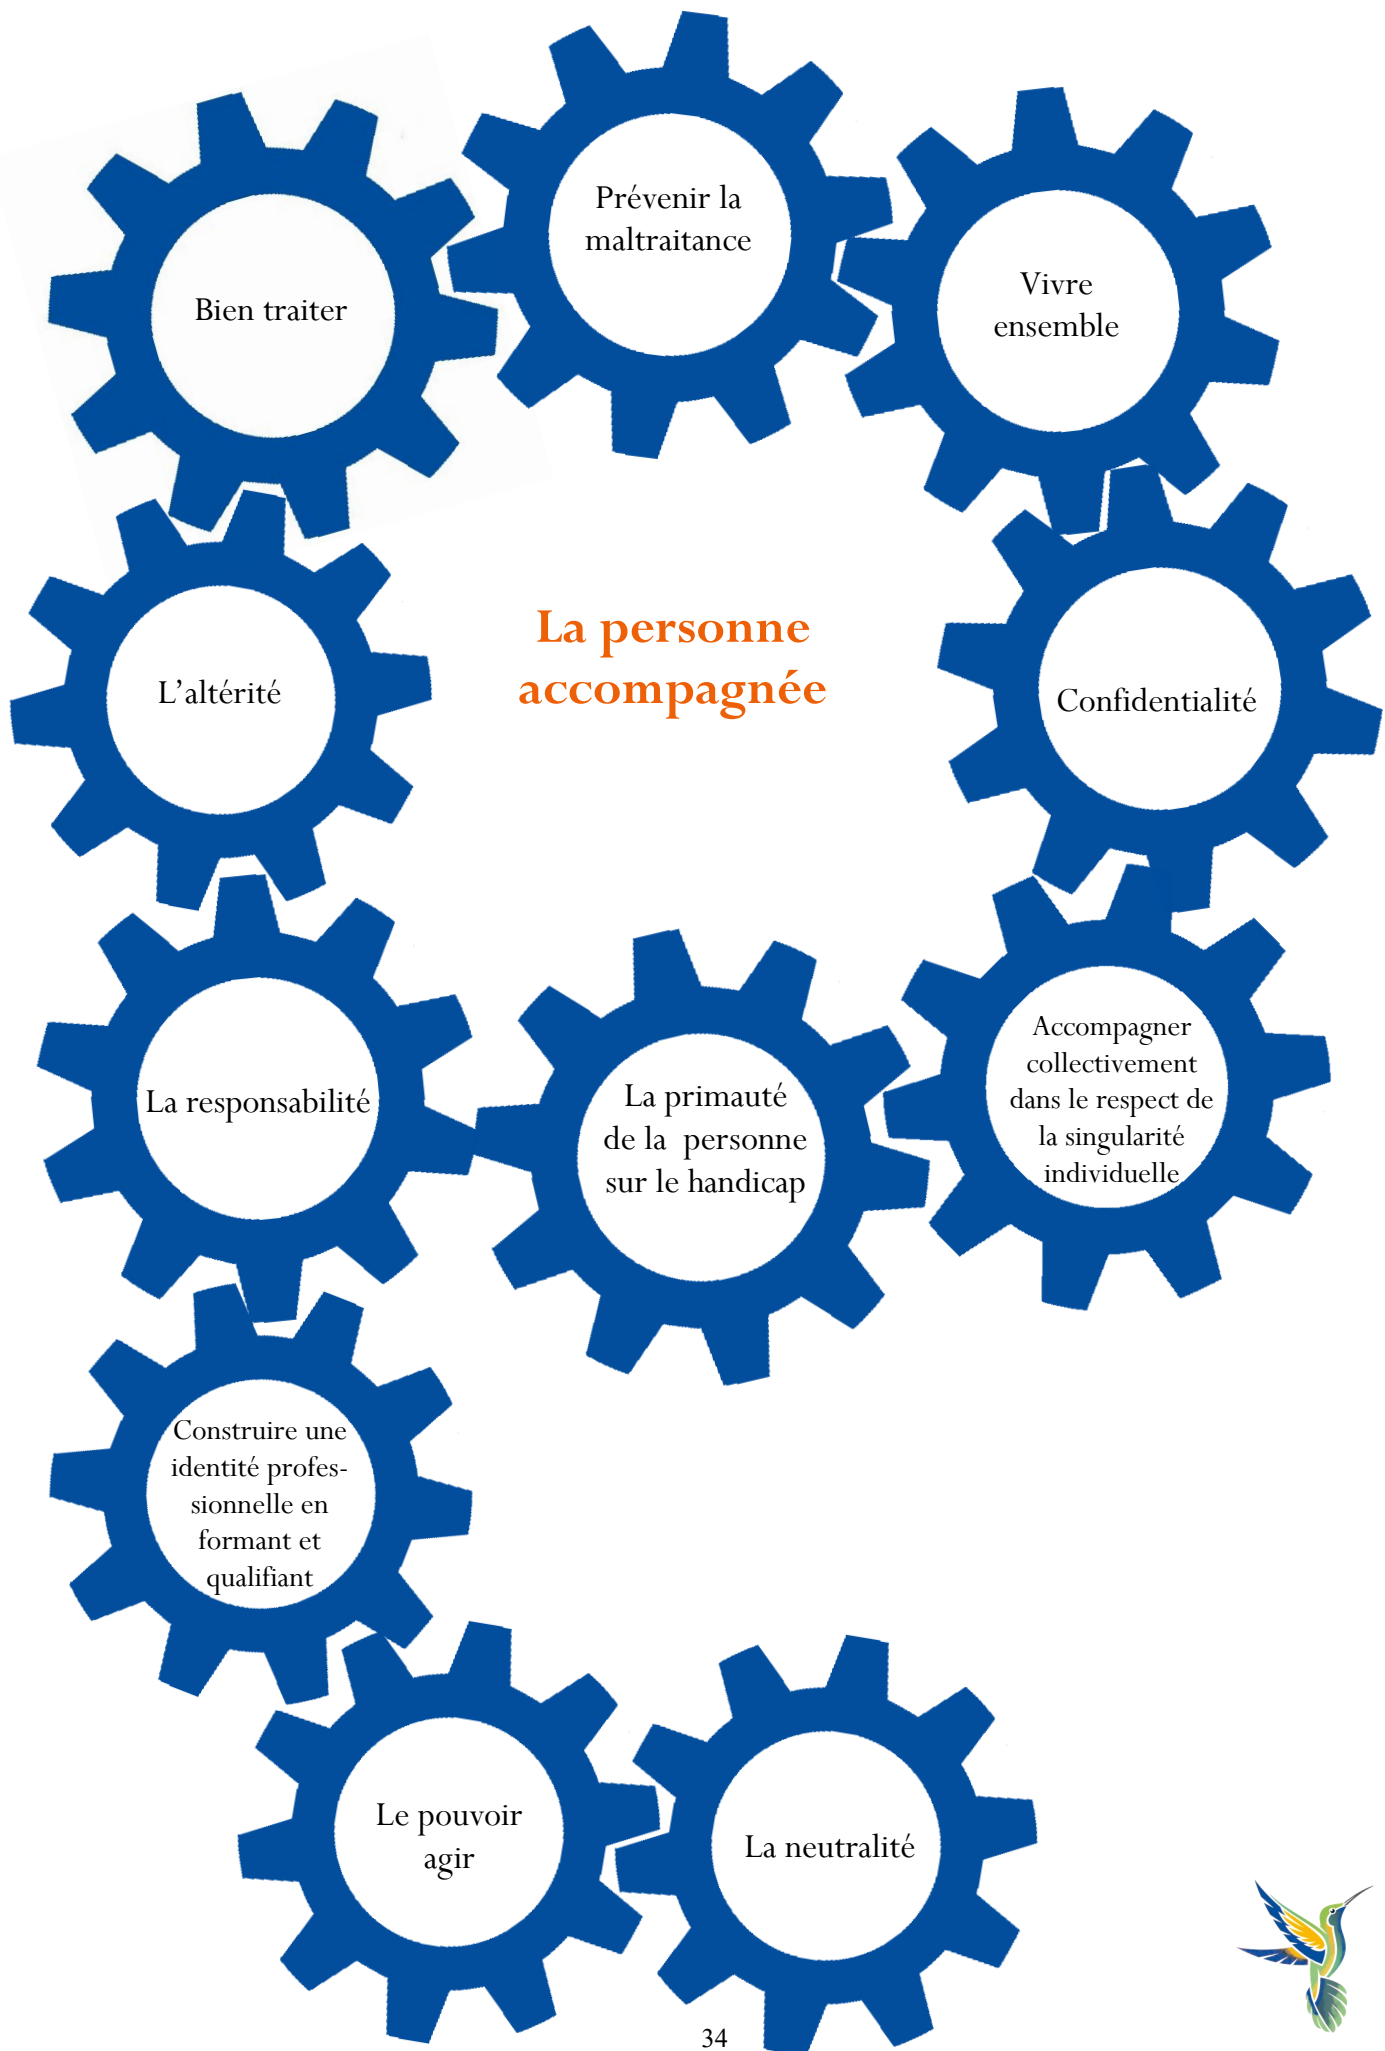 Prévenir la
maltraitance
Bien traiter
Vivre
ensemble
La personne
accompagnée
L’altérité
Confidentialité
La responsabilité
La primauté
de la personne
sur le handicap
Accompagner
collectivement
dans le respect de
la singularité
individuelle
Construire une
identité profes-
sionnelle en
formant et
qualifiant
Le pouvoir
agir
La neutralité
34